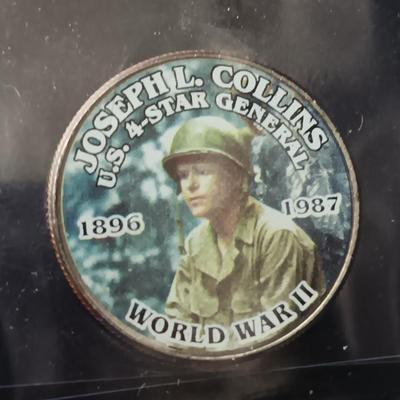 JOSEPH L. COLLINS
U.S. 4-STAR GENERAL
1896
1987
WORLD WAR II